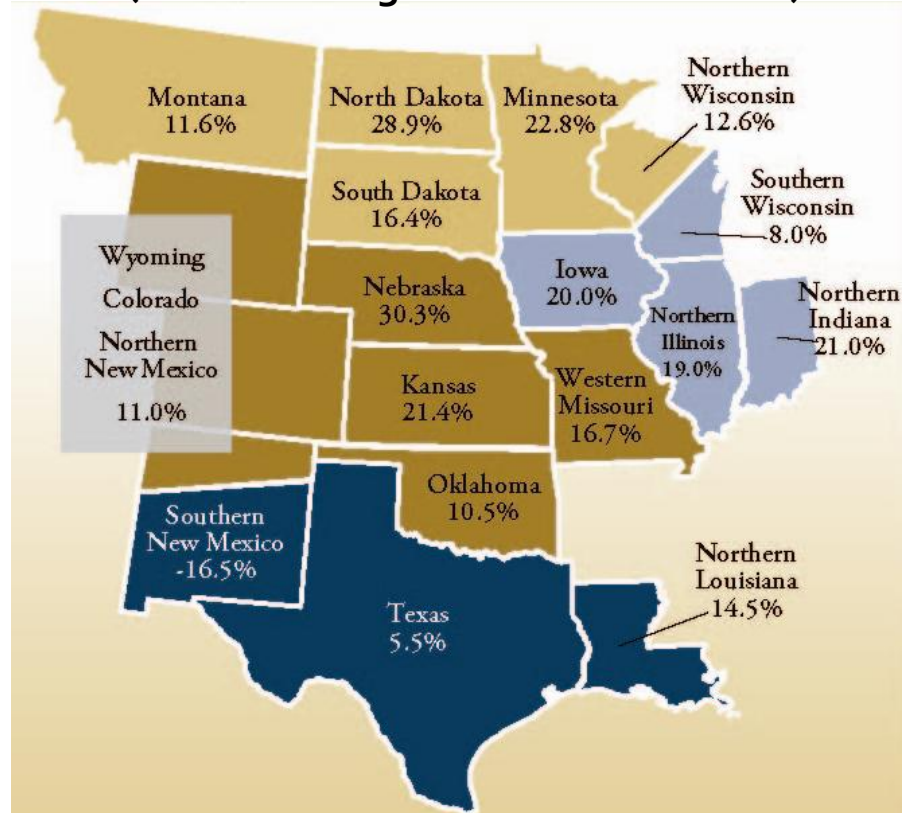 Montana
11.6%
North Dakota
28.9%
Minnesota
22.8%
Northern
Wisconsin
12.6%
South Dakota
16.4%
Southern
Wisconsin
8.0%
Wyoming
Colorado
Northern
New Mexico
11.0%
Nebraska
30.3%
Iowa
20.0%
Northern
Illinois
19.0%
Northern
Indiana
21.0%
Kansas
21.4%
Western
Missouri
16.7%
Oklahoma
10.5%
Southern
New Mexico
-16.5%
Texas
5.5%
Northern
Louisiana
14.5%